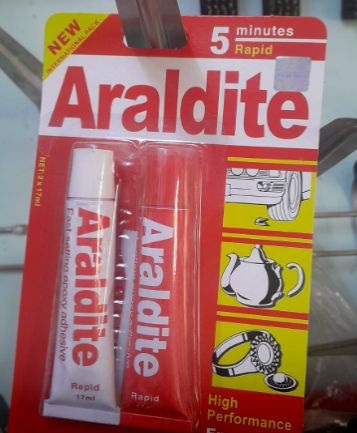 NEW
INTERNATIONAL PACK
5 minutes
Rapid
Araldite
NET: 2 x 17ml
Araldite
Fast-setting epoxy adhesive
Rapid
17ml
Araldite
Rapid
17ml
High
Performance